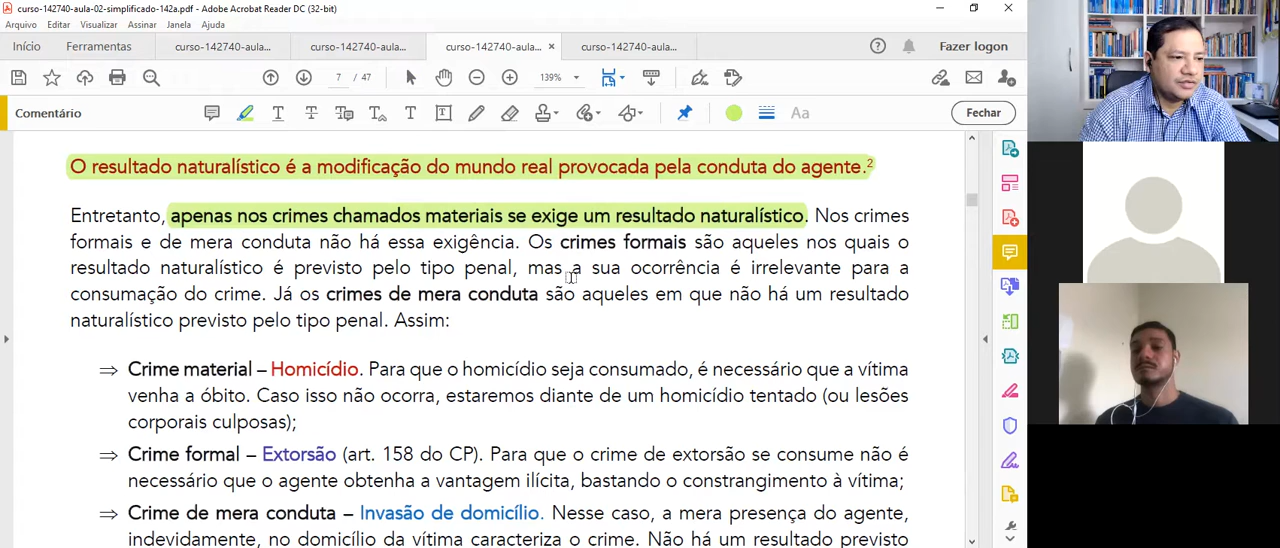 curso-142740-aula-02-simplificado-142a.pdf - Adobe Acrobat Reader DC (32-bit)
Arquivo Editar Visualizar Assinar Janela Ajuda
Início Ferramentas curso-142740-aula... curso-142740-aula... curso-142740-aula... × curso-142740-aula... Fazer logon
7 / 47 139%
Comentário Aa Fechar
O resultado naturalístico é a modificação do mundo real provocada pela conduta do agente.²
Entretanto, apenas nos crimes chamados materiais se exige um resultado naturalístico. Nos crimes
formais e de mera conduta não há essa exigência. Os crimes formais são aqueles nos quais o
resultado naturalístico é previsto pelo tipo penal, mas a sua ocorrência é irrelevante para a
consumação do crime. Já os crimes de mera conduta são aqueles em que não há um resultado
naturalístico previsto pelo tipo penal. Assim:
⇒ Crime material – Homicídio. Para que o homicídio seja consumado, é necessário que a vítima
venha a óbito. Caso isso não ocorra, estaremos diante de um homicídio tentado (ou lesões
corporais culposas);
⇒ Crime formal – Extorsão (art. 158 do CP). Para que o crime de extorsão se consume não é
necessário que o agente obtenha a vantagem ilícita, bastando o constrangimento à vítima;
⇒ Crime de mera conduta – Invasão de domicílio. Nesse caso, a mera presença do agente,
indevidamente, no domicílio da vítima caracteriza o crime. Não há um resultado previsto